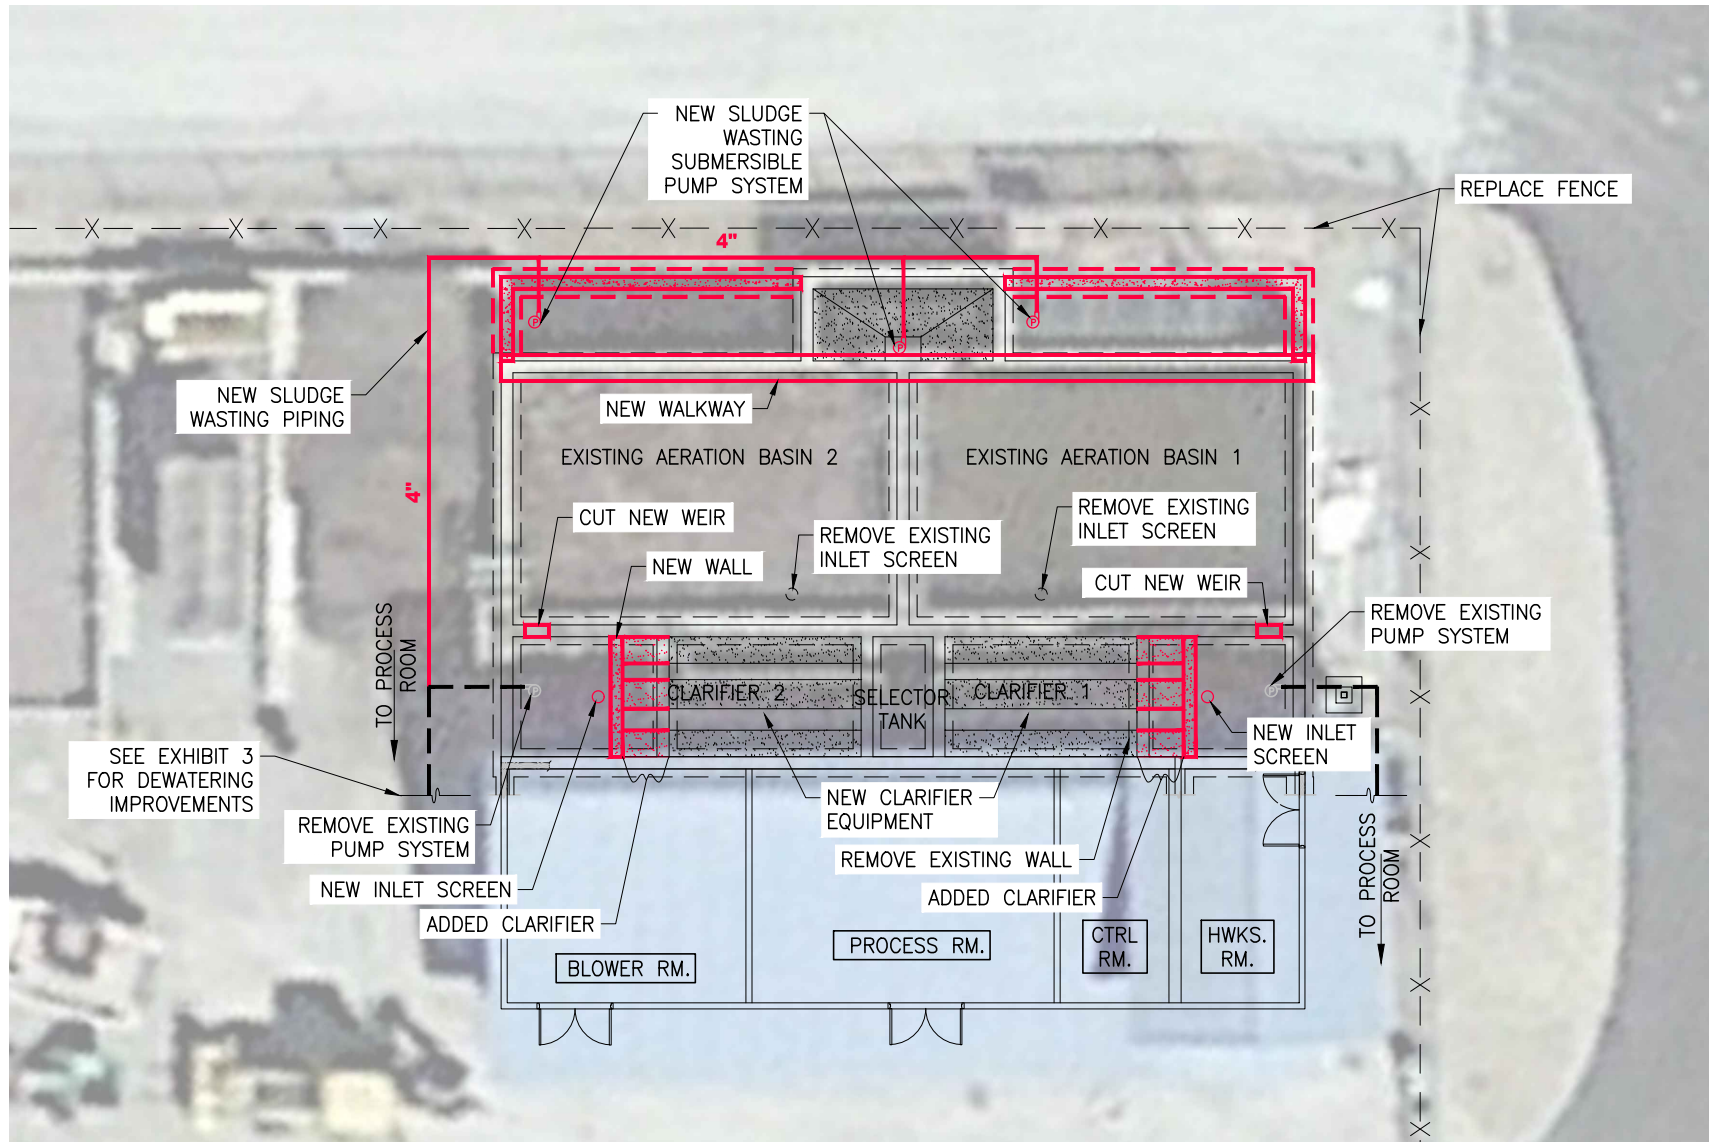 NEW SLUDGE
WASTING
SUBMERSIBLE
PUMP SYSTEM
REPLACE FENCE
4"
NEW SLUDGE
WASTING PIPING
NEW WALKWAY
EXISTING AERATION BASIN 2
EXISTING AERATION BASIN 1
4"
CUT NEW WEIR
REMOVE EXISTING
INLET SCREEN
REMOVE EXISTING
INLET SCREEN
NEW WALL
CUT NEW WEIR
REMOVE EXISTING
PUMP SYSTEM
TO PROCESS
ROOM
P
P
P
P
P
CLARIFIER 2
SELECTOR
TANK
CLARIFIER 1
NEW INLET
SCREEN
SEE EXHIBIT 3
FOR DEWATERING
IMPROVEMENTS
NEW CLARIFIER
EQUIPMENT
REMOVE EXISTING
PUMP SYSTEM
REMOVE EXISTING WALL
NEW INLET SCREEN
ADDED CLARIFIER
ADDED CLARIFIER
TO PROCESS
ROOM
BLOWER RM.
PROCESS RM.
CTRL
RM.
HWKS.
RM.